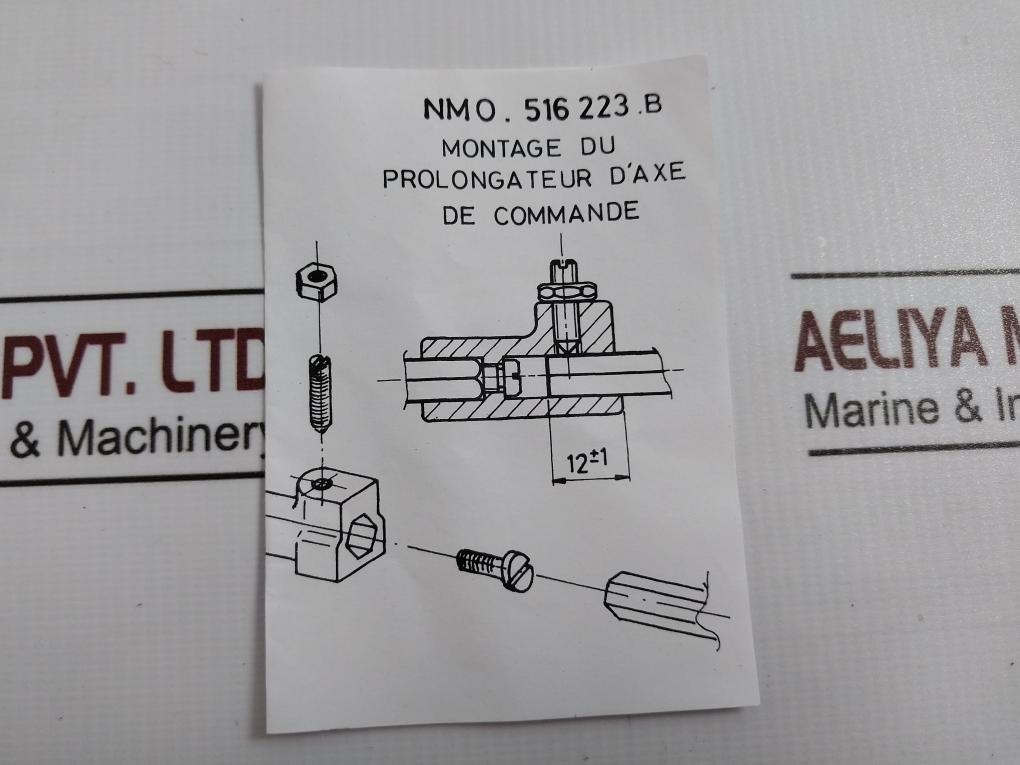 NMO. 516 223.B
MONTAGE DU
PROLONGATEUR D'AXE
DE COMMANDE
12±1
PVT. LTD
& Machinery
AELIYA M
Marine & In